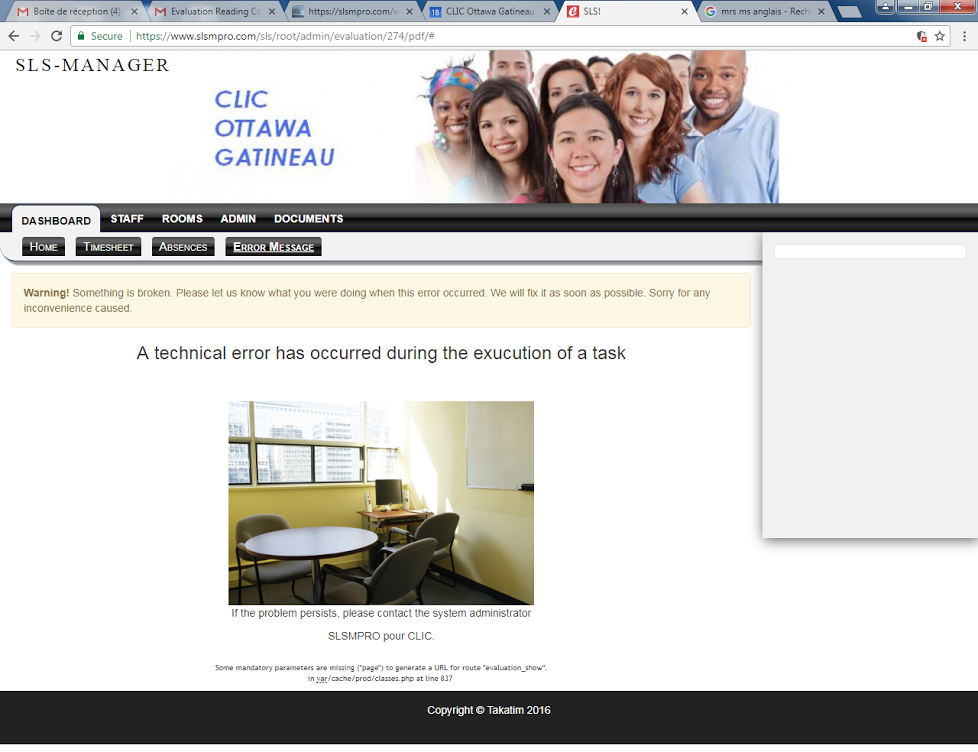 Boîte de réception (4)
Evaluation Reading Co
https://slsmpro.com/
CLIC Ottawa Gatineau
SLS!
mrs ms anglais - Rech
Secure
https://www.slsmpro.com/sls/root/admin/evaluation/274/pdf/#
SLS-MANAGER
CLIC
OTTAWA
GATINEAU
DASHBOARD STAFF ROOMS ADMIN DOCUMENTS
Home Timesheet Absences Error Message
Warning! Something is broken. Please let us know what you were doing when this error occurred. We will fix it as soon as possible. Sorry for any
inconvenience caused.
A technical error has occurred during the exucution of a task
If the problem persists, please contact the system administrator
SLSMPRO pour CLIC.
Some mandatory parameters are missing ("page") to generate a URL for route "evaluation_show".
in var/cache/prod/classes.php at line 837
Copyright © Takatim 2016